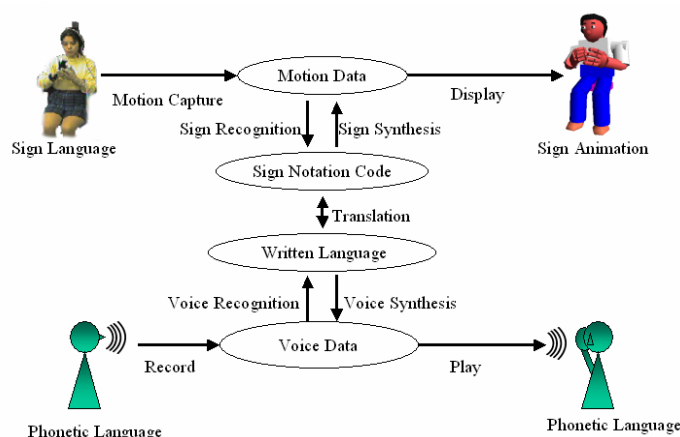 Motion Data
Motion Capture
Display
Sign Recognition
Sign Synthesis
Sign Language
Sign Animation
Sign Notation Code
Translation
Written Language
Voice Recognition
Voice Synthesis
Voice Data
Record
Play
Phonetic Language
Phonetic Language